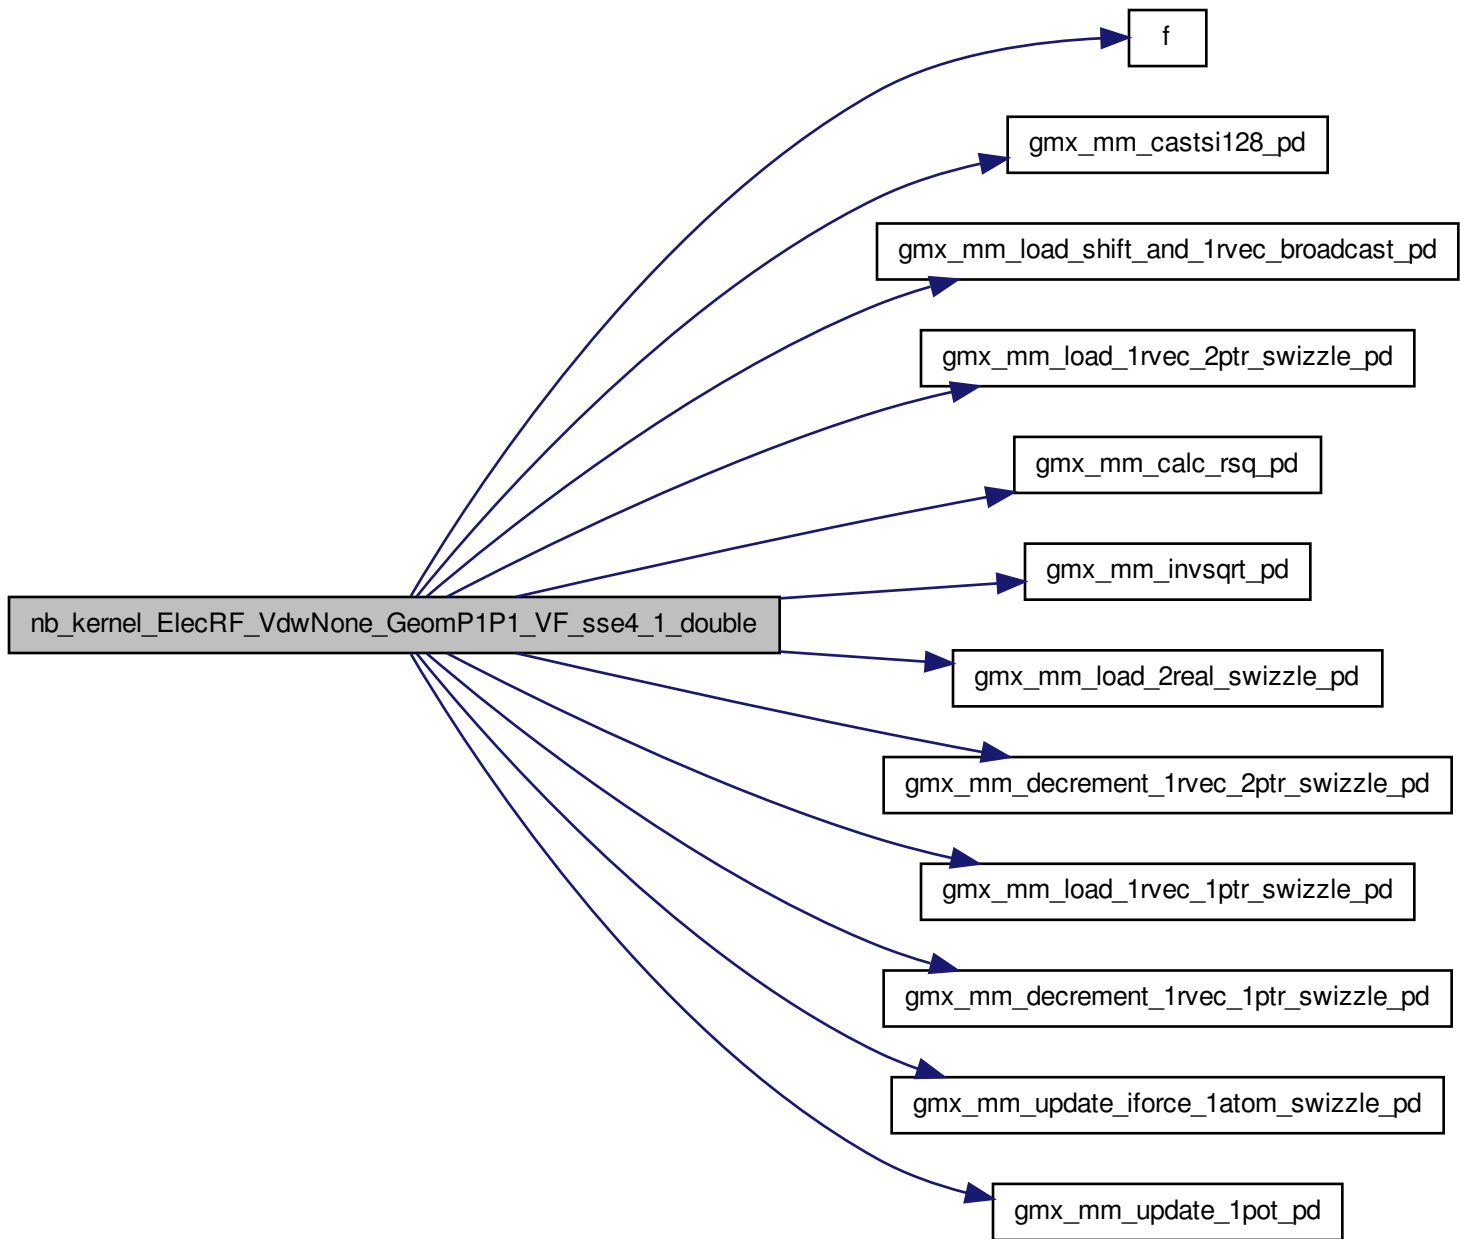 f
gmx_mm_castsi128_pd
gmx_mm_load_shift_and_1rvec_broadcast_pd
gmx_mm_load_1rvec_2ptr_swizzle_pd
gmx_mm_calc_rsq_pd
gmx_mm_invsqrt_pd
nb_kernel_ElecRF_VdwNone_GeomP1P1_VF_sse4_1_double
gmx_mm_load_2real_swizzle_pd
gmx_mm_decrement_1rvec_2ptr_swizzle_pd
gmx_mm_load_1rvec_1ptr_swizzle_pd
gmx_mm_decrement_1rvec_1ptr_swizzle_pd
gmx_mm_update_iforce_1atom_swizzle_pd
gmx_mm_update_1pot_pd